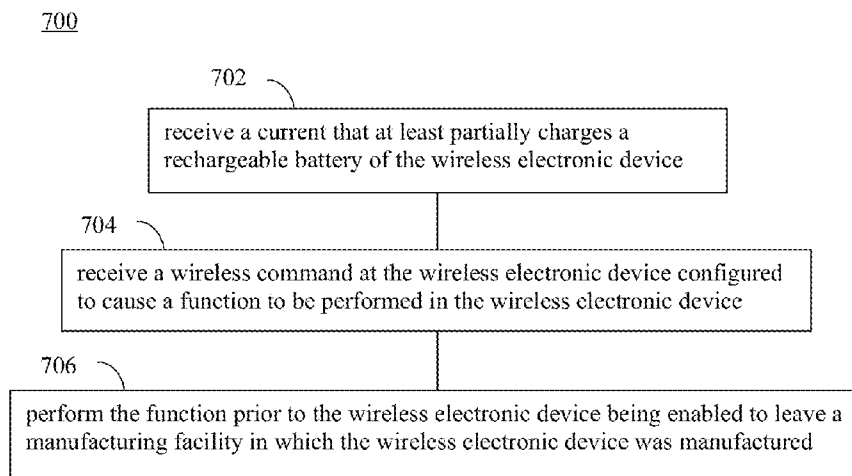 700
702
receive a current that at least partially charges a
rechargeable battery of the wireless electronic device
704
receive a wireless command at the wireless electronic device configured
to cause a function to be performed in the wireless electronic device
706
perform the function prior to the wireless electronic device being enabled to leave a
manufacturing facility in which the wireless electronic device was manufactured